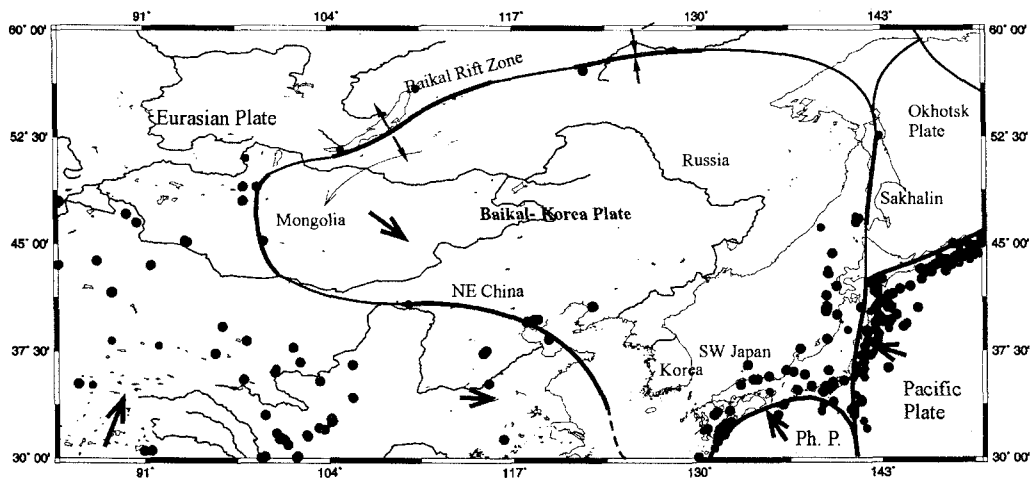 91° 104° 117° 130° 143°
60° 00' 60° 00'
Baikal Rift Zone
Eurasian Plate
Okhotsk
Plate
52° 30' 52° 30'
Russia
Sakhalin
Mongolia
Baikal- Korea Plate
45° 00' 45° 00'
NE China
37° 30' 37° 30'
SW Japan
Korea
Pacific
Plate
Ph. P.
30° 00' 30° 00'
91° 104° 117° 130° 143°